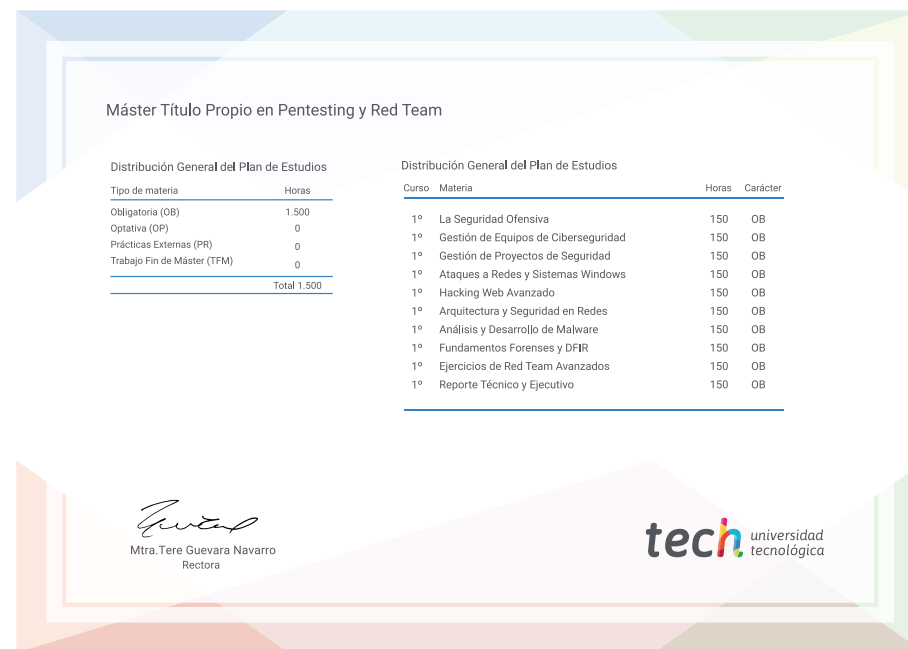 Máster Título Propio en Pentesting y Red Team
Distribución General del Plan de Estudios
Tipo de materia Horas
Obligatoria (OB) 1.500
Optativa (OP) 0
Prácticas Externas (PR) 0
Trabajo Fin de Máster (TFM) 0
Total 1.500
Distribución General del Plan de Estudios
Curso Materia Horas Carácter
1º La Seguridad Ofensiva 150 OB
1º Gestión de Equipos de Ciberseguridad 150 OB
1º Gestión de Proyectos de Seguridad 150 OB
1º Ataques a Redes y Sistemas Windows 150 OB
1º Hacking Web Avanzado 150 OB
1º Arquitectura y Seguridad en Redes 150 OB
1º Análisis y Desarrollo de Malware 150 OB
1º Fundamentos Forenses y DFIR 150 OB
1º Ejercicios de Red Team Avanzados 150 OB
1º Reporte Técnico y Ejecutivo 150 OB
Mtra.Tere Guevara Navarro
Rectora
tech universidad
tecnológica